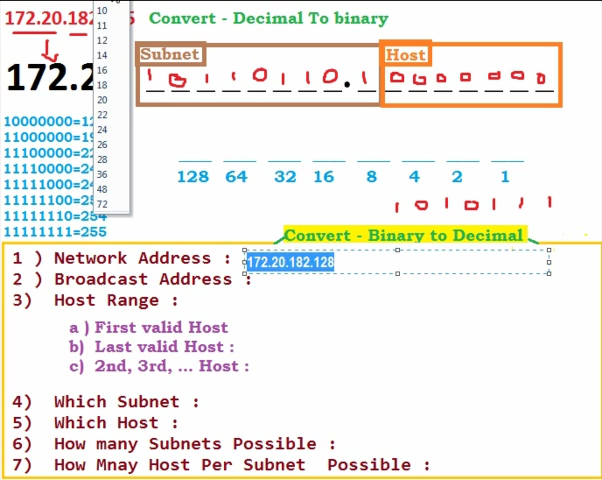 172.20.182 5 Convert - Decimal To binary
10
11
12
14
16
18
20
22
24
26
28
36
48
72
Subnet Host
172.2
1 0 1 1 0 1 1 0 . 1 0 0 0 0 0 0 0
10000000=12
11000000=19
11100000=22
11110000=24
11111000=24
11111100=25
11111110=254
11111111=255
128 64 32 16 8 4 2 1
1 0 1 0 1 1 1
Convert - Binary to Decimal
1 ) Network Address : 172.20.182.128
2 ) Broadcast Address :
3) Host Range :
a ) First valid Host
b) Last valid Host :
c) 2nd, 3rd, ... Host :
4) Which Subnet :
5) Which Host :
6) How many Subnets Possible :
7) How Mnay Host Per Subnet Possible :